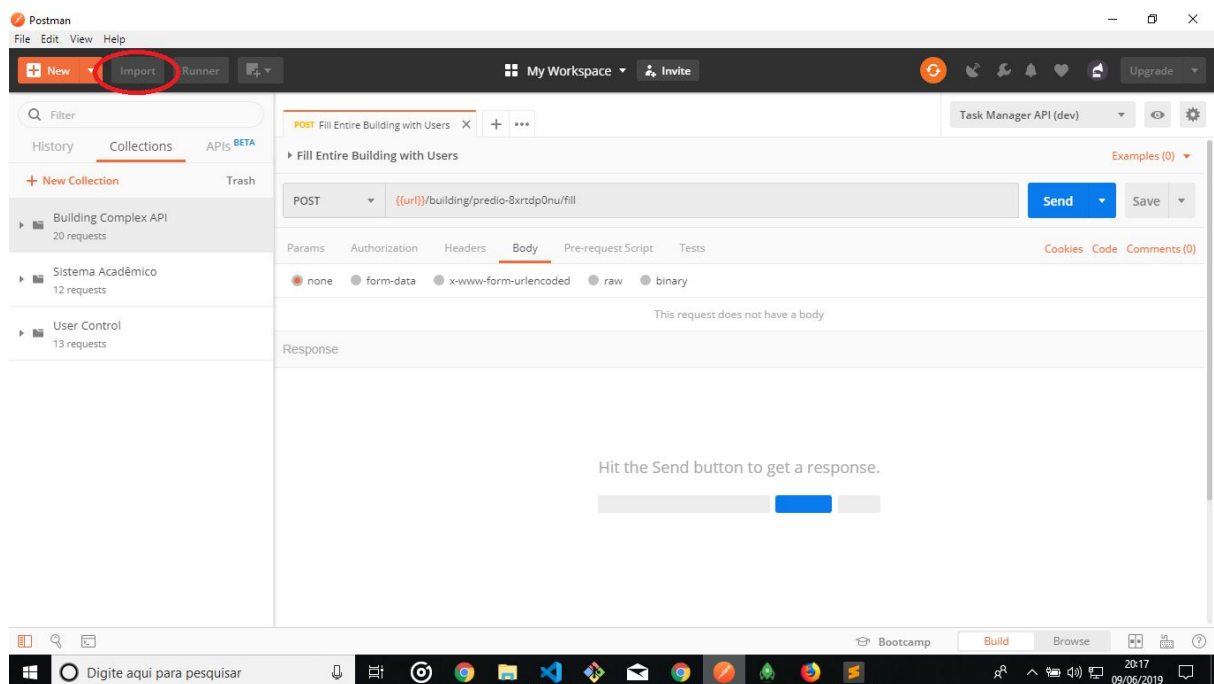 Postman
File Edit View Help
New Import Runner My Workspace Invite Upgrade
Filter
History Collections APIs BETA
+ New Collection Trash
Building Complex API
20 requests
Sistema Acadêmico
12 requests
User Control
13 requests
POST Fill Entire Building with Users X + •••
Task Manager API (dev)
Fill Entire Building with Users Examples (0)
POST {{url}}/building/predio-8xrtdp0nu/fill Send Save
Params Authorization Headers Body Pre-request Script Tests Cookies Code Comments (0)
none form-data x-www-form-urlencoded raw binary
This request does not have a body
Response
Hit the Send button to get a response.
Bootcamp Build Browse
Digite aqui para pesquisar
20:17
09/06/2019